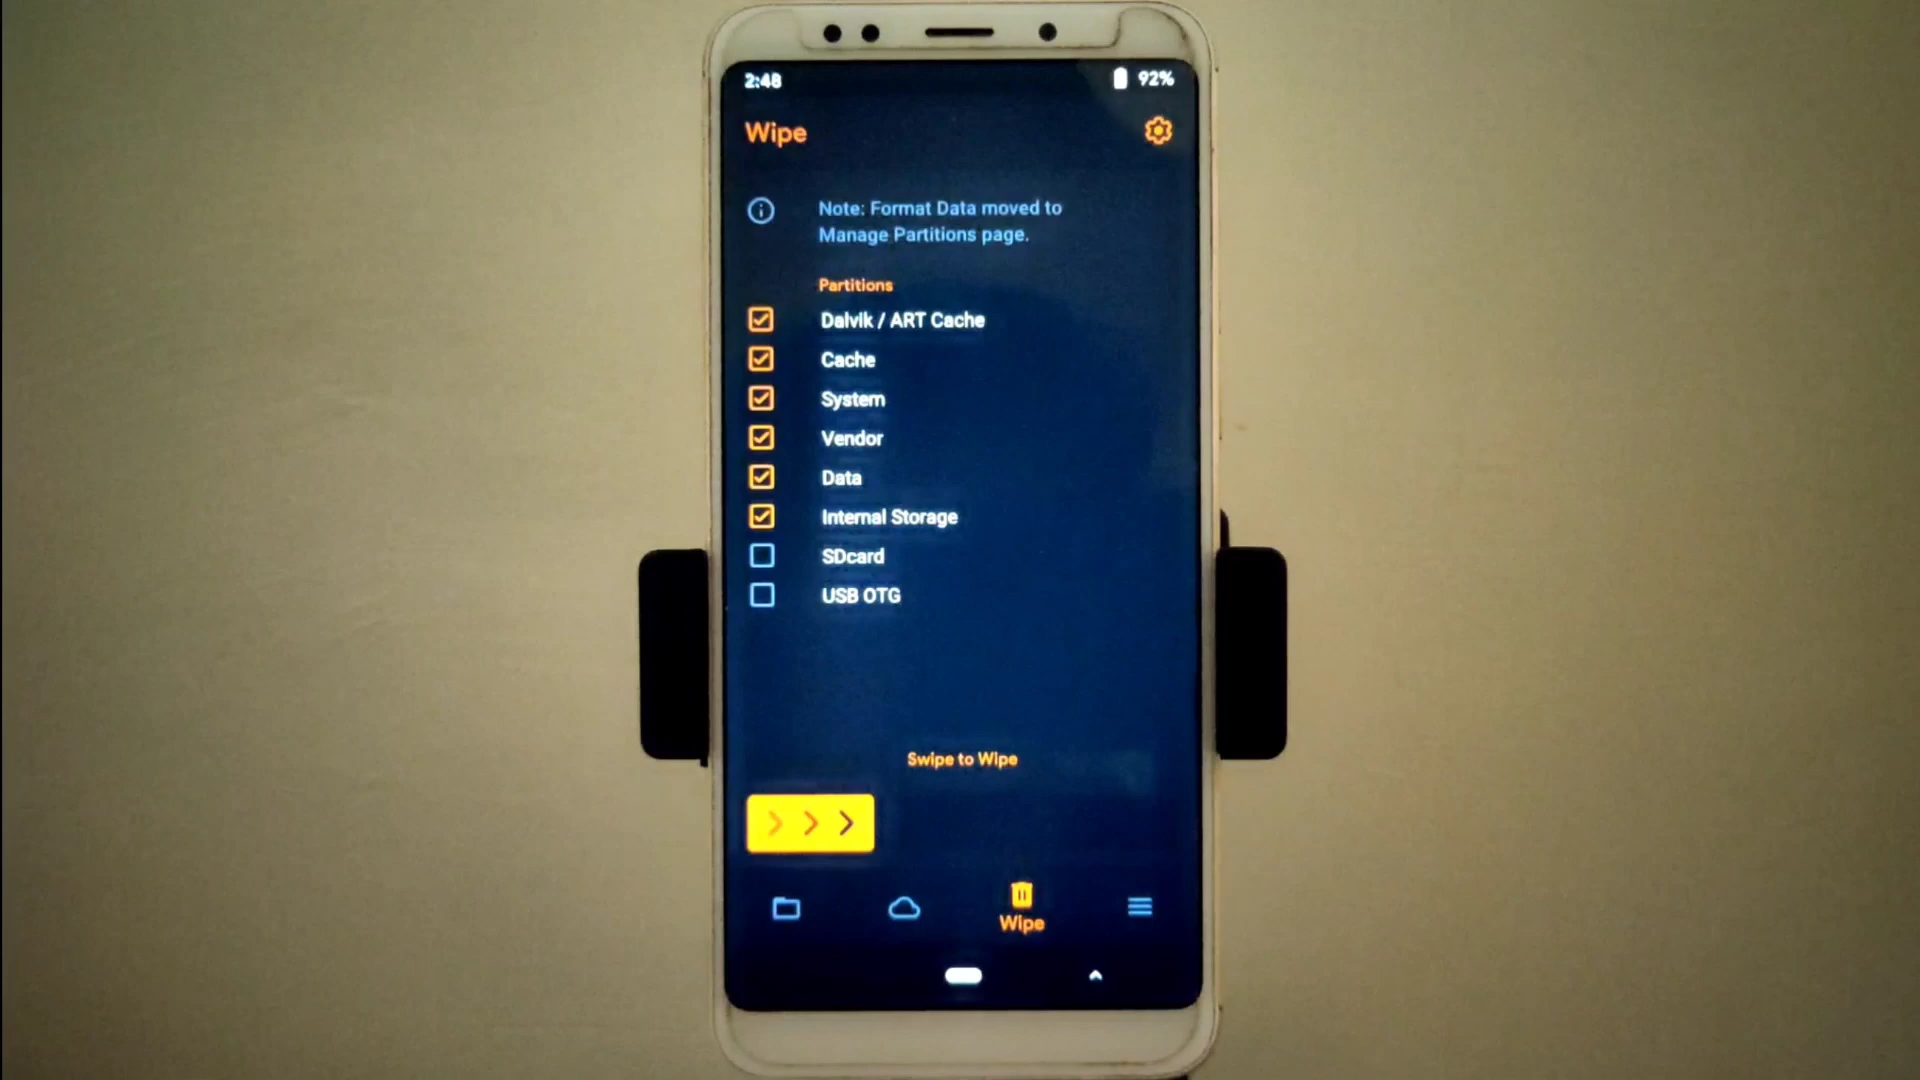 2:48
92%
Wipe
Note: Format Data moved to
Manage Partitions page.
Partitions
Dalvik / ART Cache
Cache
System
Vendor
Data
Internal Storage
SDcard
USB OTG
Swipe to Wipe
Wipe